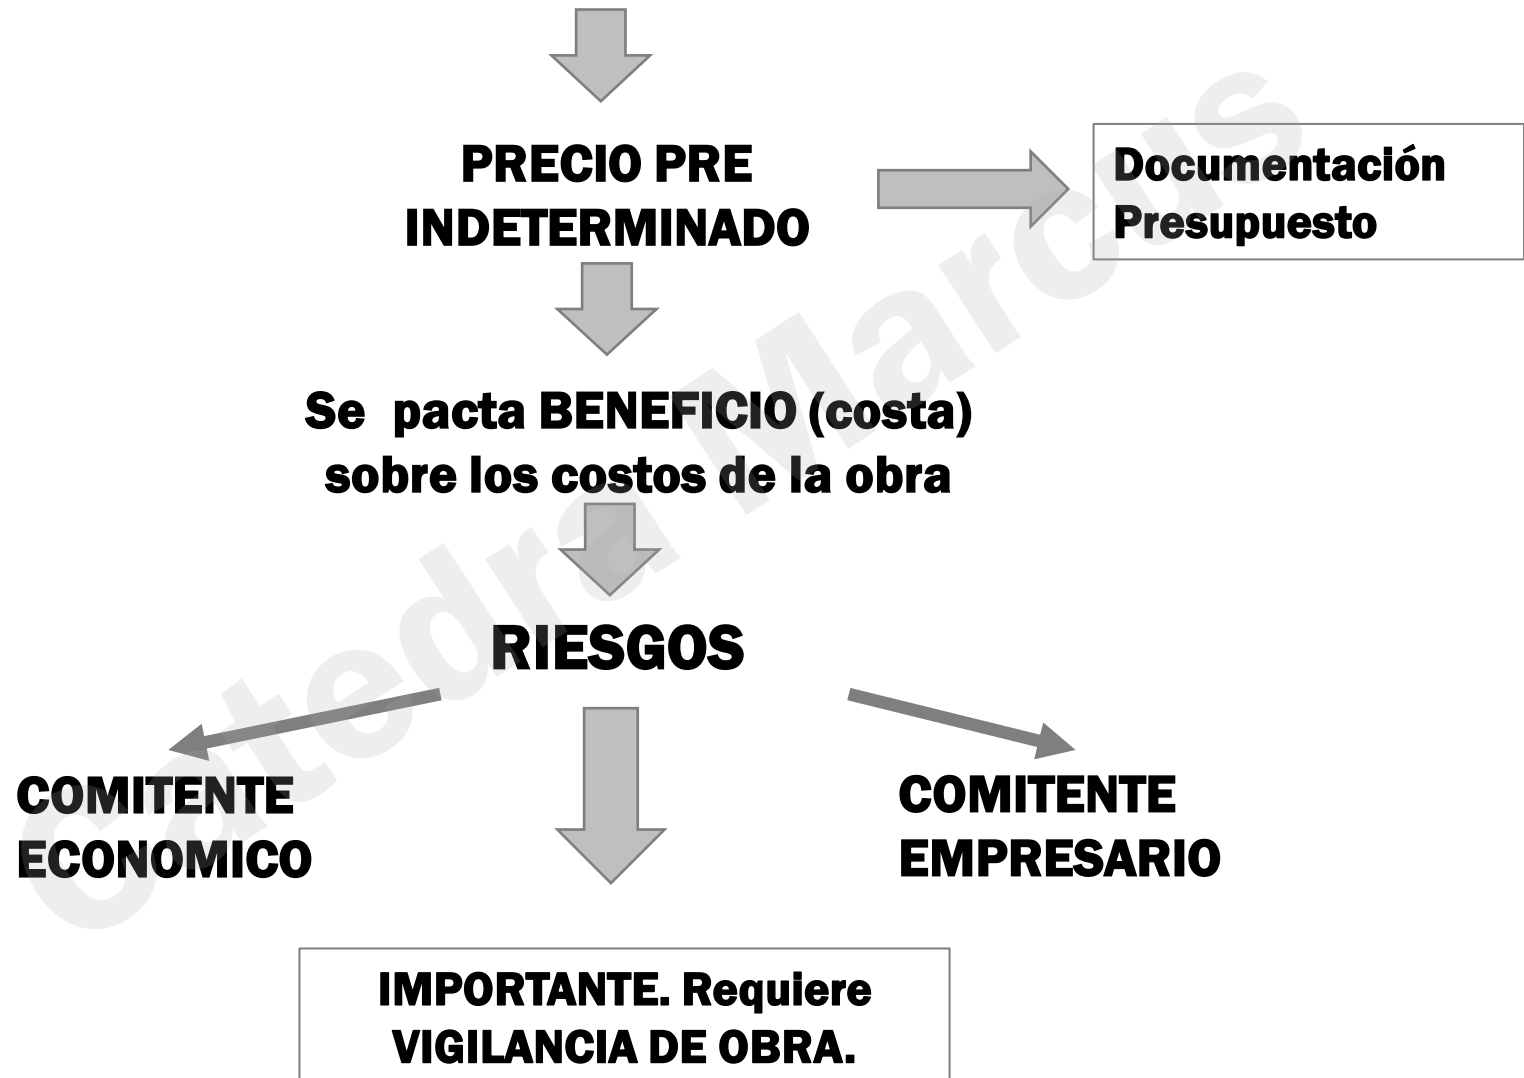 PRECIO PRE
INDETERMINADO
Documentación
Presupuesto
Se pacta BENEFICIO (costa)
sobre los costos de la obra
RIESGOS
COMITENTE
ECONOMICO
COMITENTE
EMPRESARIO
IMPORTANTE. Requiere
VIGILANCIA DE OBRA.
Catedra Marcus